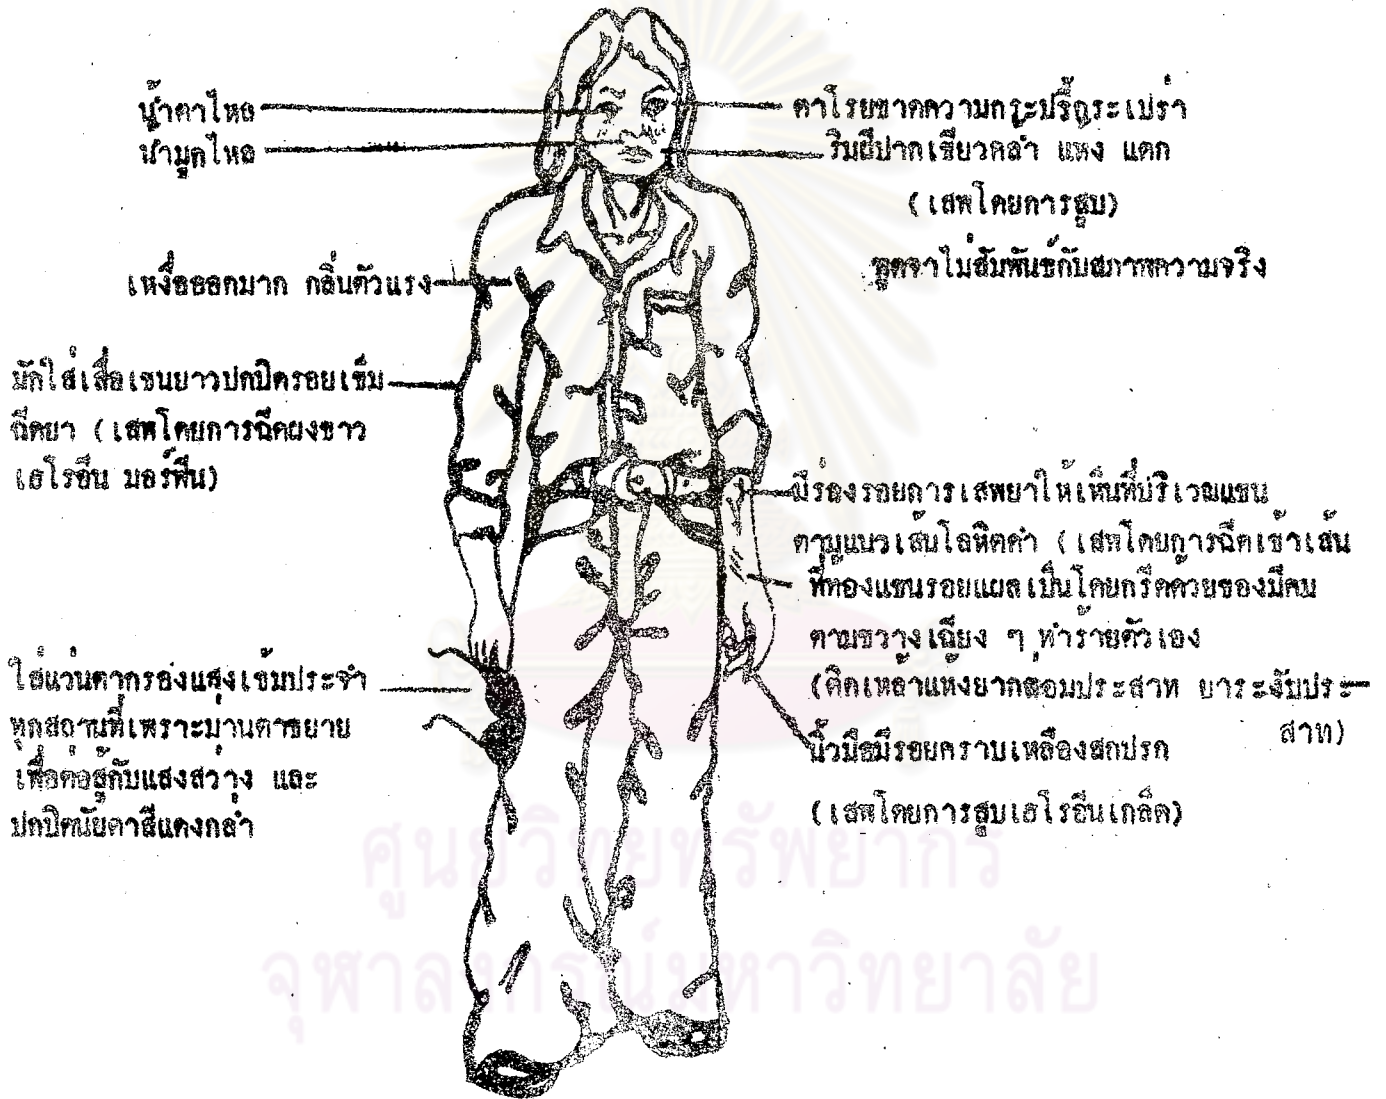 น้ำตาไหล
น้ำมูกไหล
เหงื่อออกมาก กลิ่นตัวแรง
มักใส่เสื้อแขนยาวปกปิดรอยเข็ม
ฉีดยา (เสพโดยการฉีดผงขาว
เฮโรอีน มอร์ฟีน)
ใส่แว่นตากรองแสงเข้มประจำ
ทุกสถานที่เพราะม่านตาขยาย
เพื่อต่อสู้กับแสงสว่าง และ
ปกปิดนัยตาสีแดงกล่ำ
ตาโรยขาดความกระปรี้กระเปร่า
ริมฝีปากเขียวคล้ำ แห้ง แตก
(เสพโดยการสูบ)
พูดจาไม่สัมพันธ์กับสภาพความจริง
มีร่องรอยการเสพยาให้เห็นที่บริเวณแขน
ตามแนวเส้นโลหิตดำ (เสพโดยการฉีดเข้าเส้น
ที่ท้องแขนรอยแผลเป็นโดยกรีดด้วยของมีคม
ตามขวางเฉียง ๆ ทำร้ายตัวเอง
(ติดเหล้าแห้งยากล่อมประสาท ยาระงับประ-
สาท)
นิ้วมือมีรอยคราบเหลืองสกปรก
(เสพโดยการสูบเฮโรอีนเกล็ด)
ศูนย์วิทยทรัพยากร
จุฬาลงกรณ์มหาวิทยาลัย